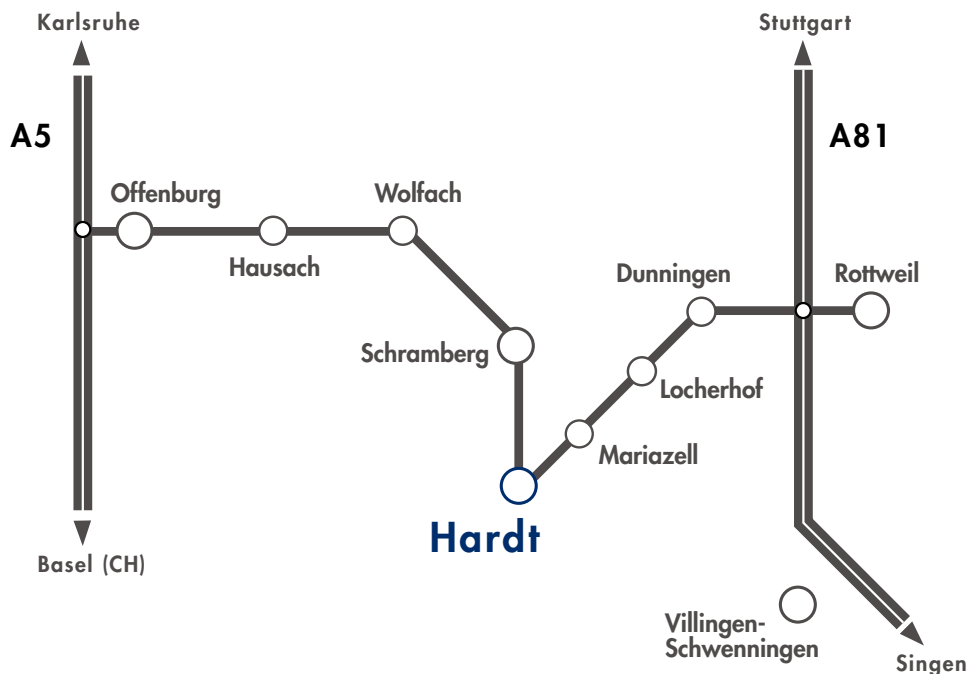 Karlsruhe
Stuttgart
A5
A81
Offenburg
Wolfach
Hausach
Dunningen
Rottweil
Schramberg
Locherhof
Mariazell
Hardt
Basel (CH)
Villingen-
Schwenningen
Singen